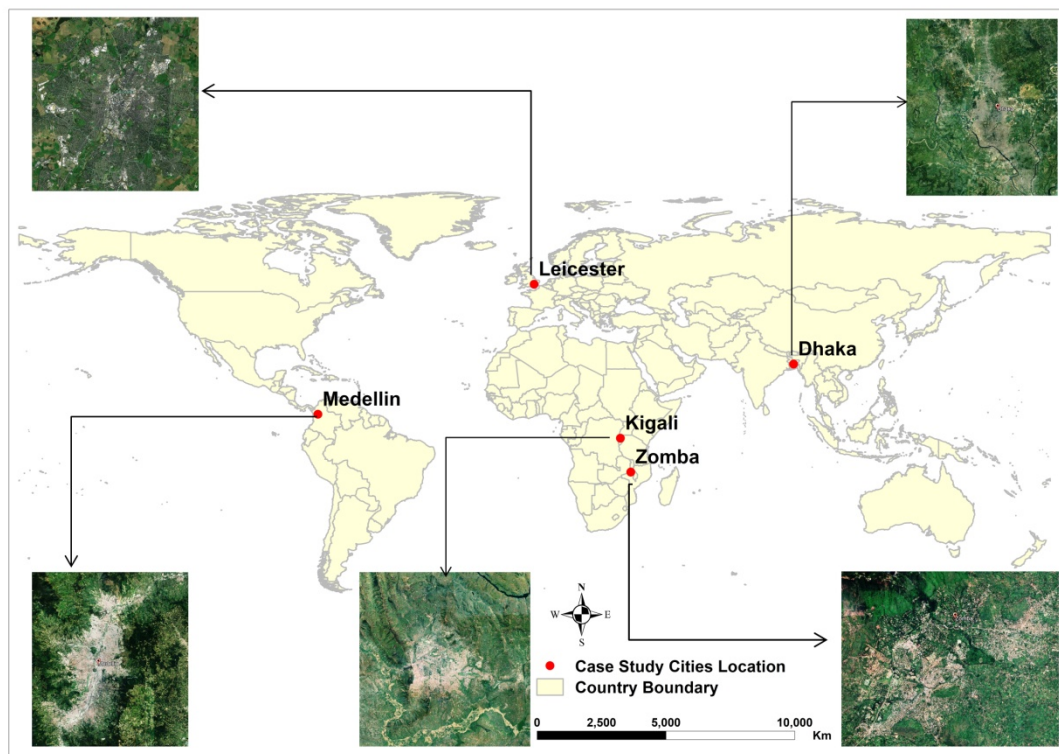 Leicester
Dhaka
Medellin
Kigali
Zomba
N
W E
S
Case Study Cities Location
Country Boundary
0 2,500 5,000 10,000
Km